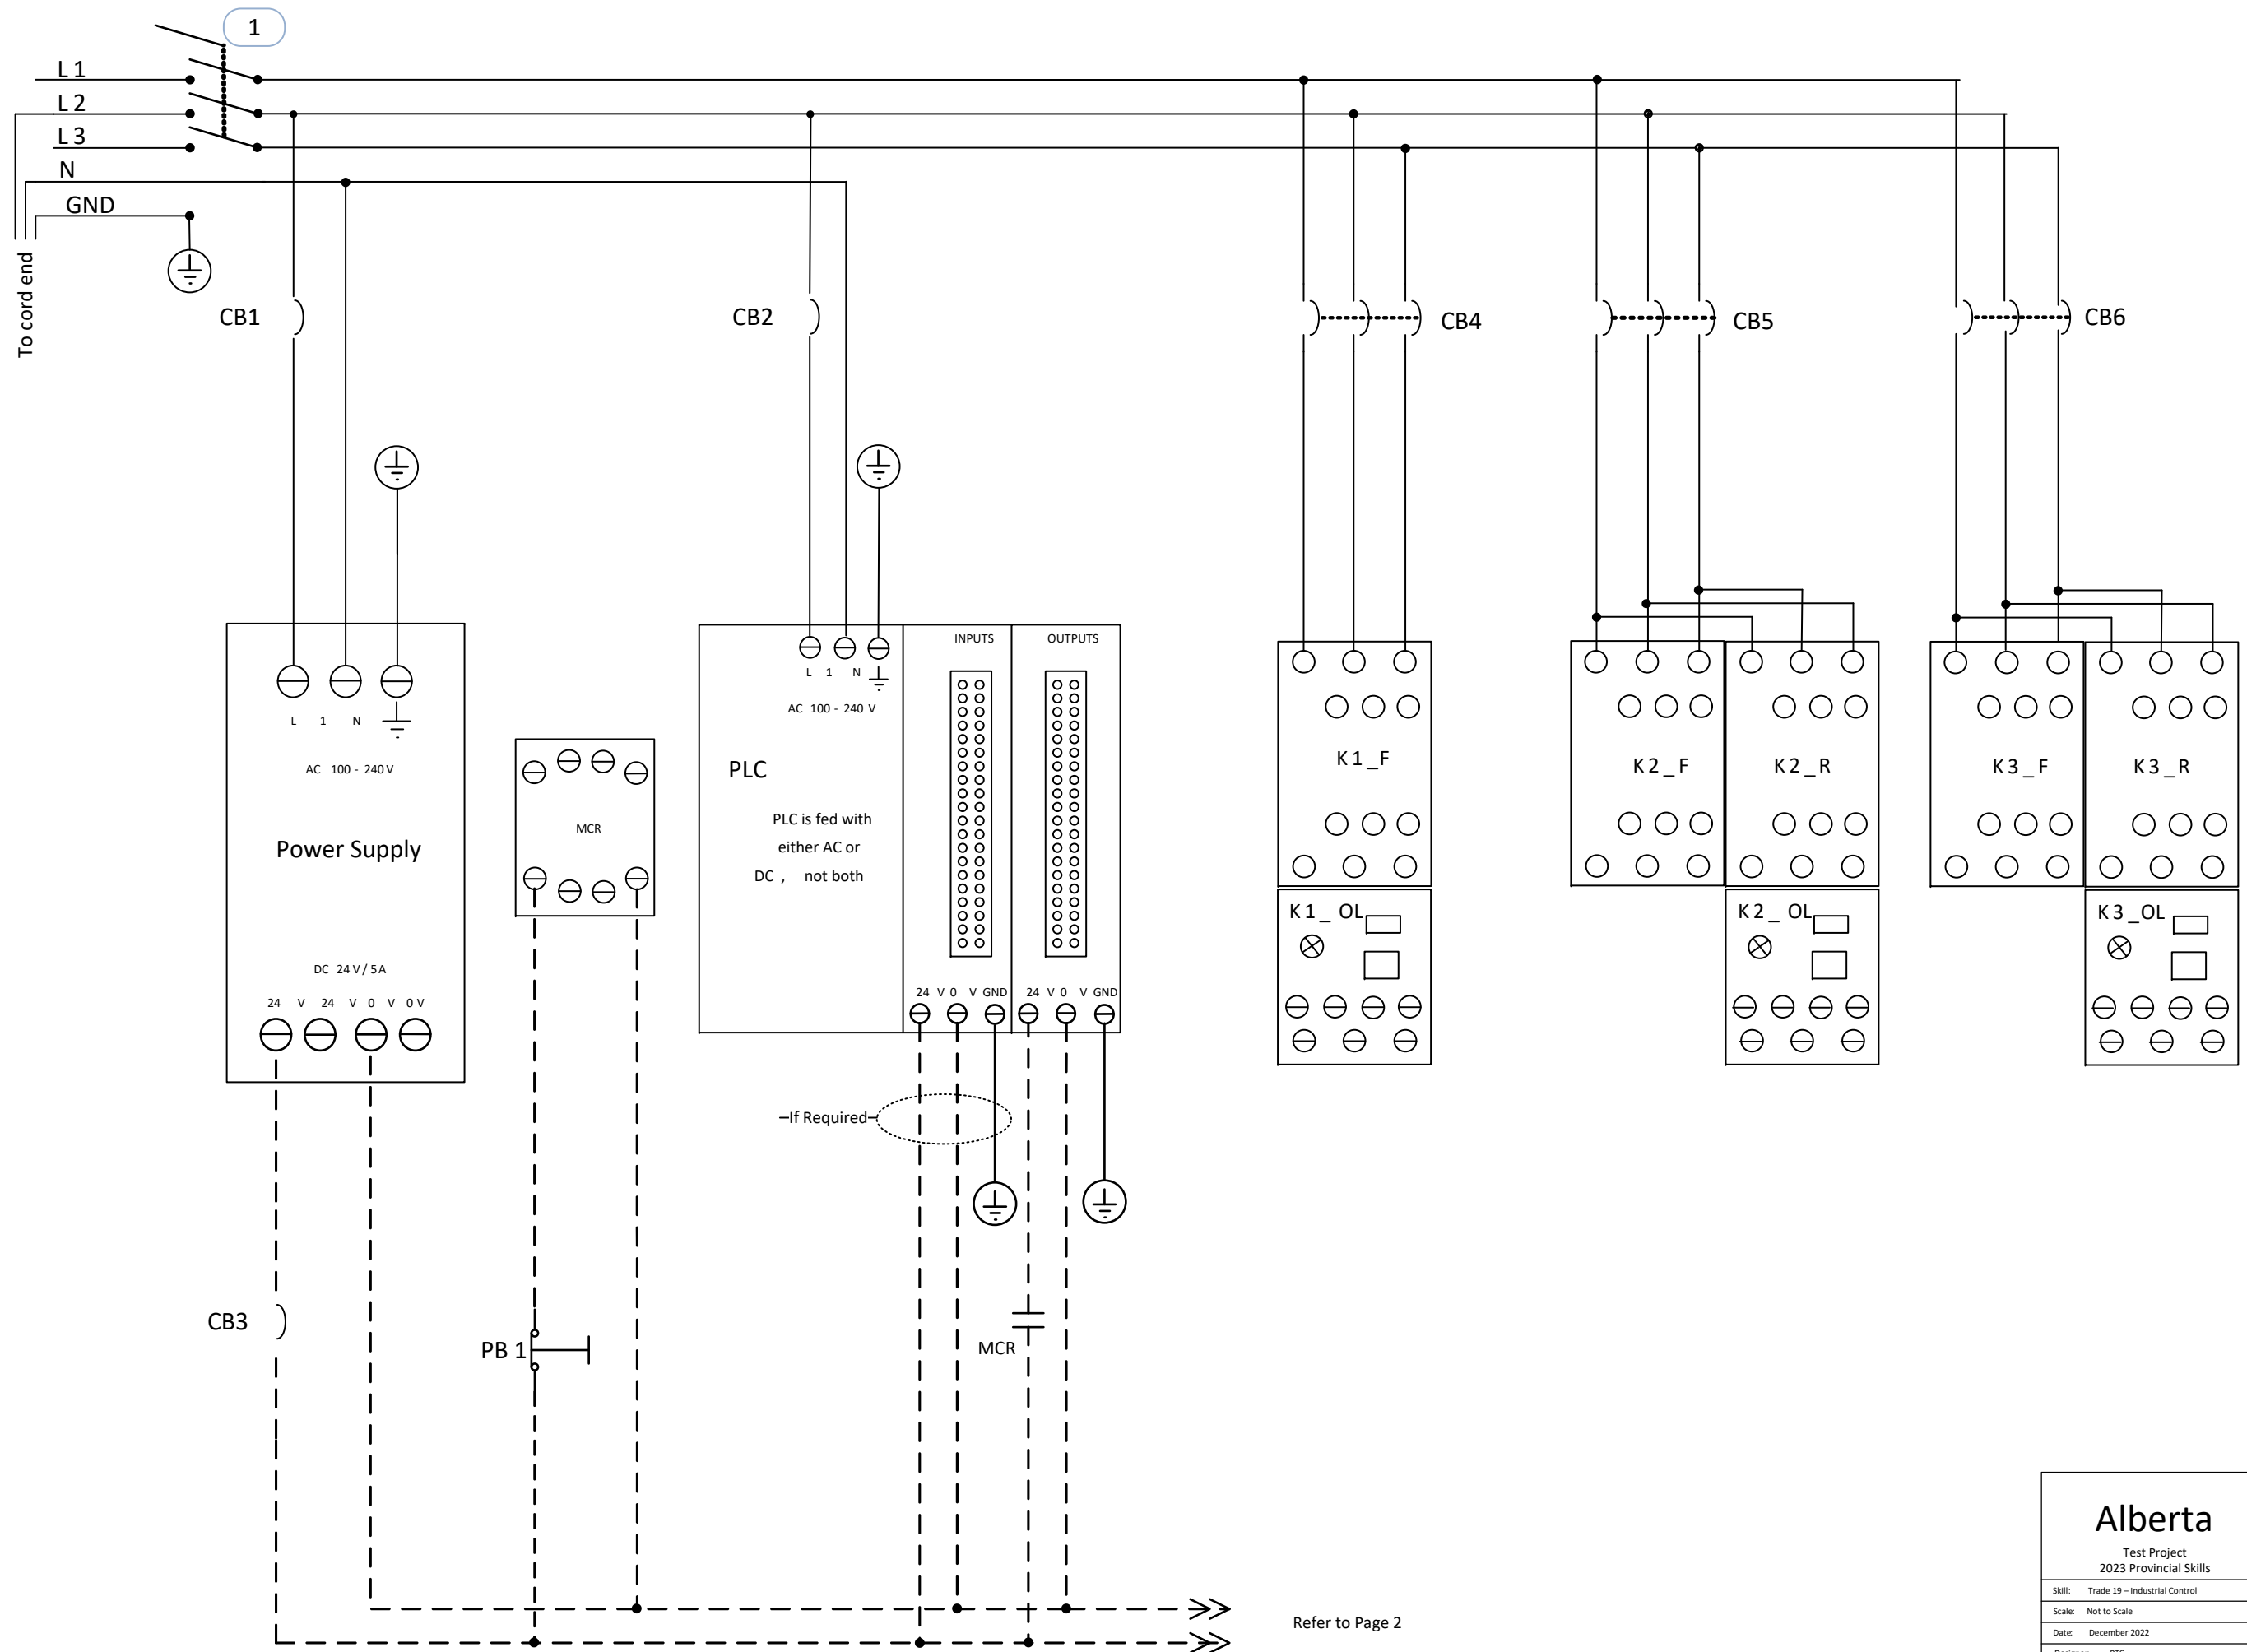 1
L 1
L 2
L 3
N
GND
To cord end
CB1
CB2
CB4
CB5
CB6
L 1 N
AC 100 - 240 V
Power Supply
DC 24 V / 5 A
24 V 24 V 0 V 0 V
MCR
INPUTS
OUTPUTS
L 1 N
AC 100 - 240 V
PLC
PLC is fed with
either AC or
DC , not both
24 V 0 V GND
24 V 0 V GND
K 1 _ F
K 2 _ F
K 2 _ R
K 3 _ F
K 3 _ R
K 1 _ OL
K 2 _ OL
K 3 _ OL
If Required
CB3
PB 1
MCR
Refer to Page 2
Alberta
Test Project
2023 Provincial Skills
Skill: Trade 19 – Industrial Control
Scale: Not to Scale
Date: December 2022